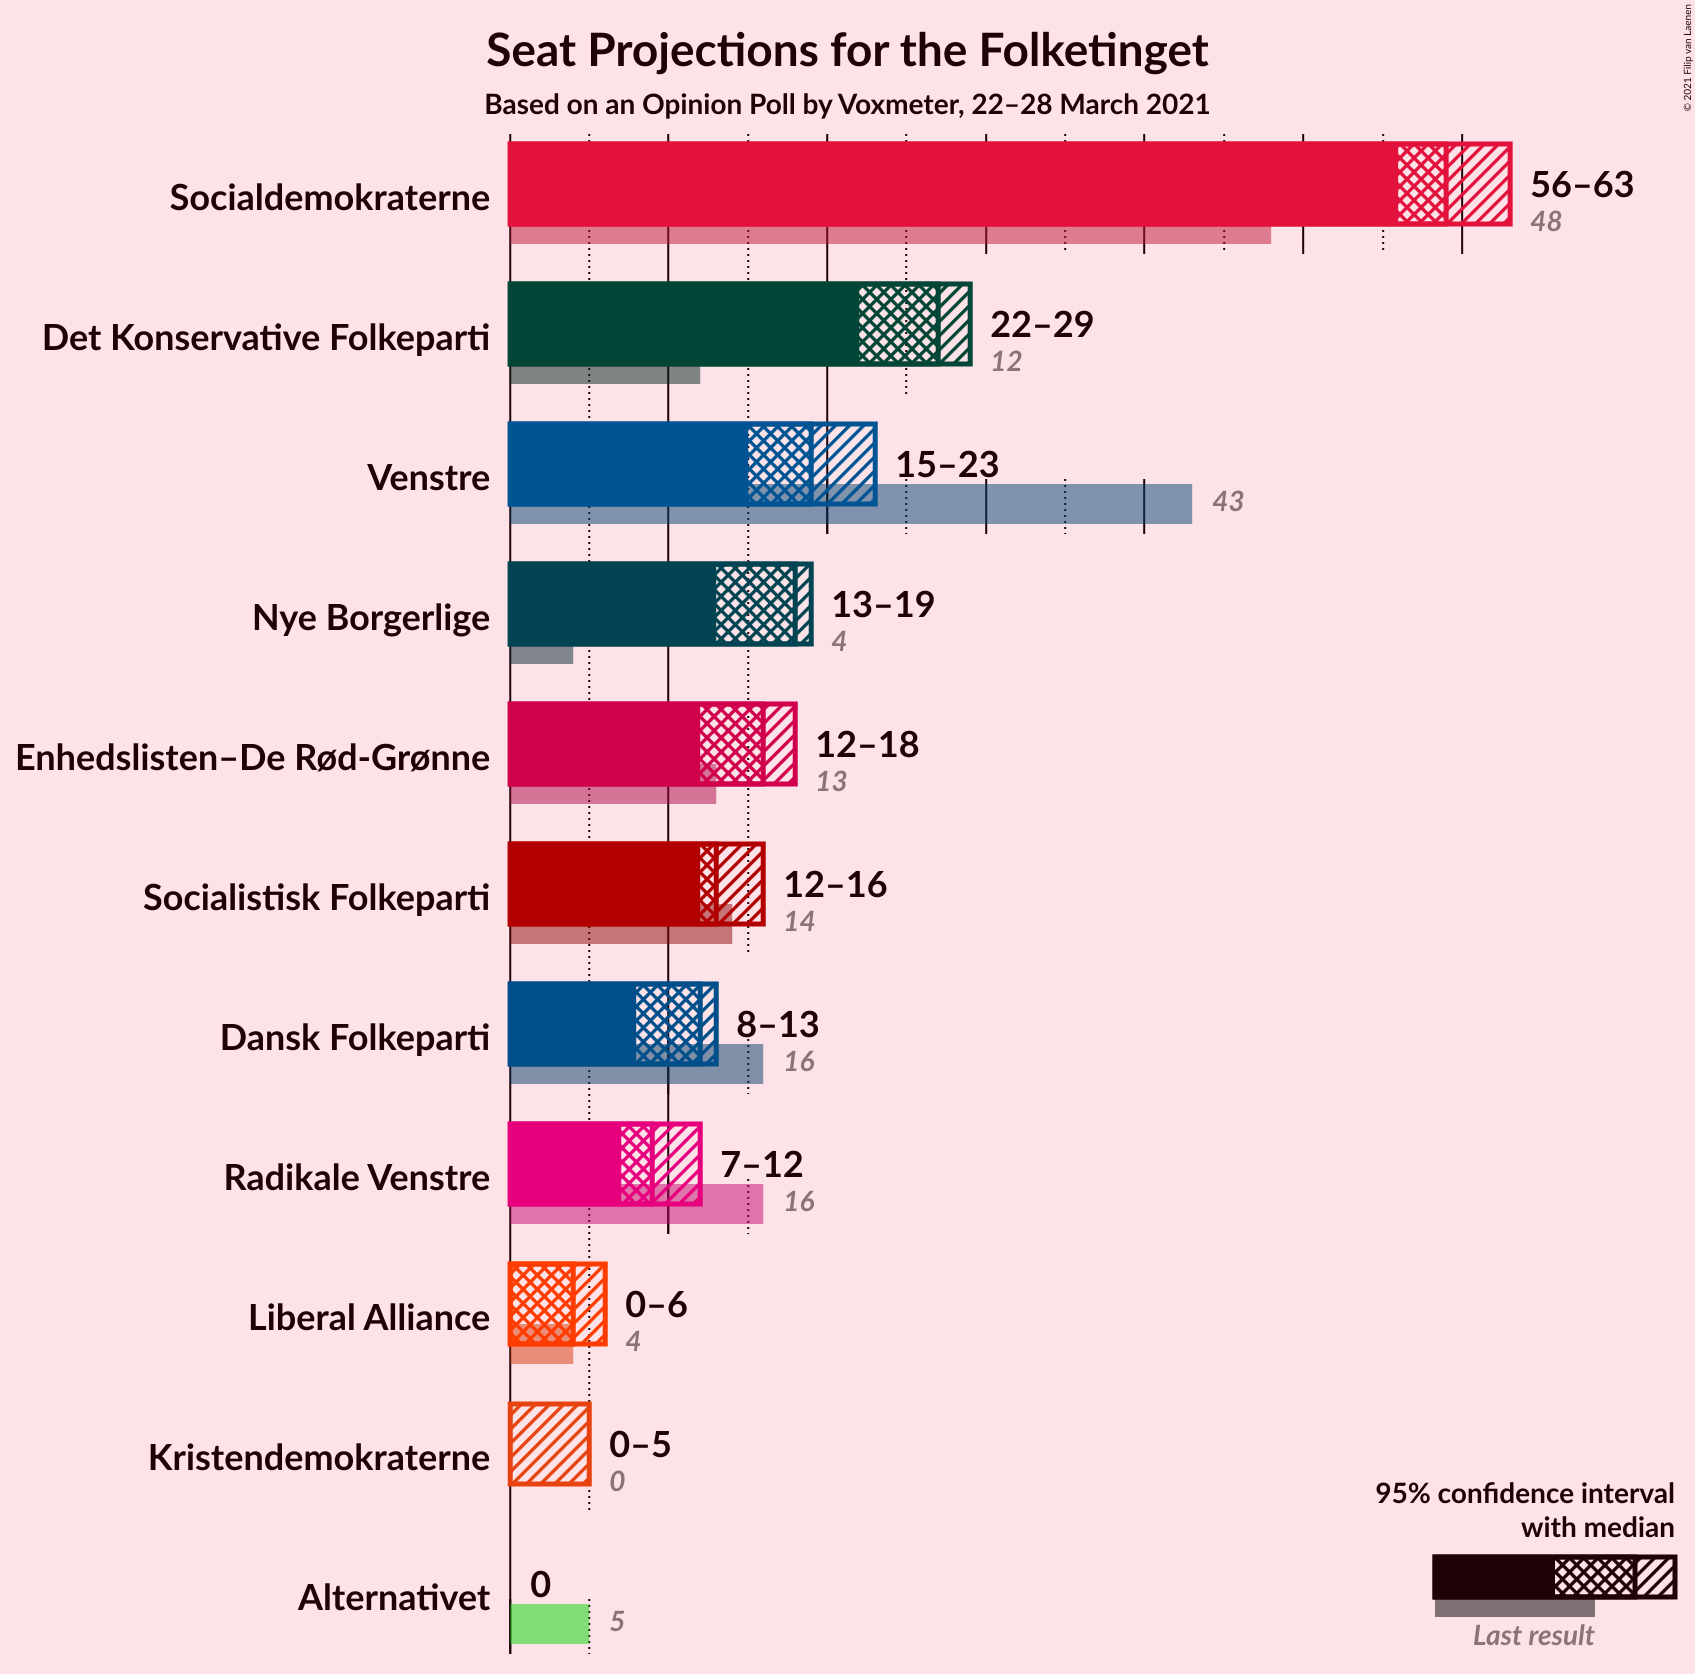 Seat Projections for the Folketinget
Based on an Opinion Poll by Voxmeter, 22–28 March 2021
© 2021 Filip van Laenen
Socialdemokraterne
56–63
48
Det Konservative Folkeparti
22–29
12
Venstre
15–23
43
Nye Borgerlige
13–19
4
Enhedslisten–De Rød-Grønne
12–18
13
Socialistisk Folkeparti
12–16
14
Dansk Folkeparti
8–13
16
Radikale Venstre
7–12
16
Liberal Alliance
0–6
4
Kristendemokraterne
0–5
0
Alternativet
0
5
95% confidence interval
with median
Last result